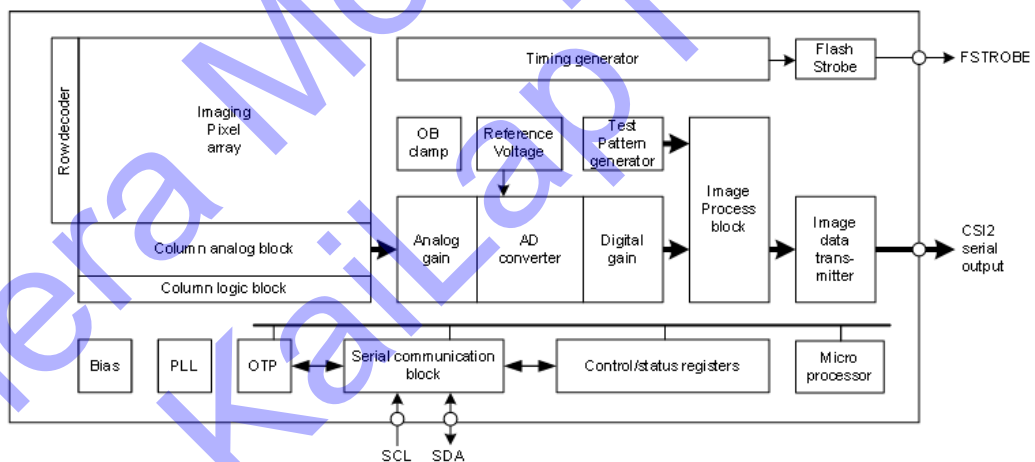 Timing generator
Flash
Strobe
FSTROBE
Row decoder
Imaging
Pixel
array
OB
clamp
Reference
Voltage
Test
Pattern
generator
Image
Process
block
Column analog block
Analog
gain
AD
converter
Digital
gain
Image
data
trans-
mitter
CSI2
serial
output
Column logic block
Bias
PLL
OTP
Serial communication
block
Control/status registers
Micro
processor
SCL
SDA
KaiLap